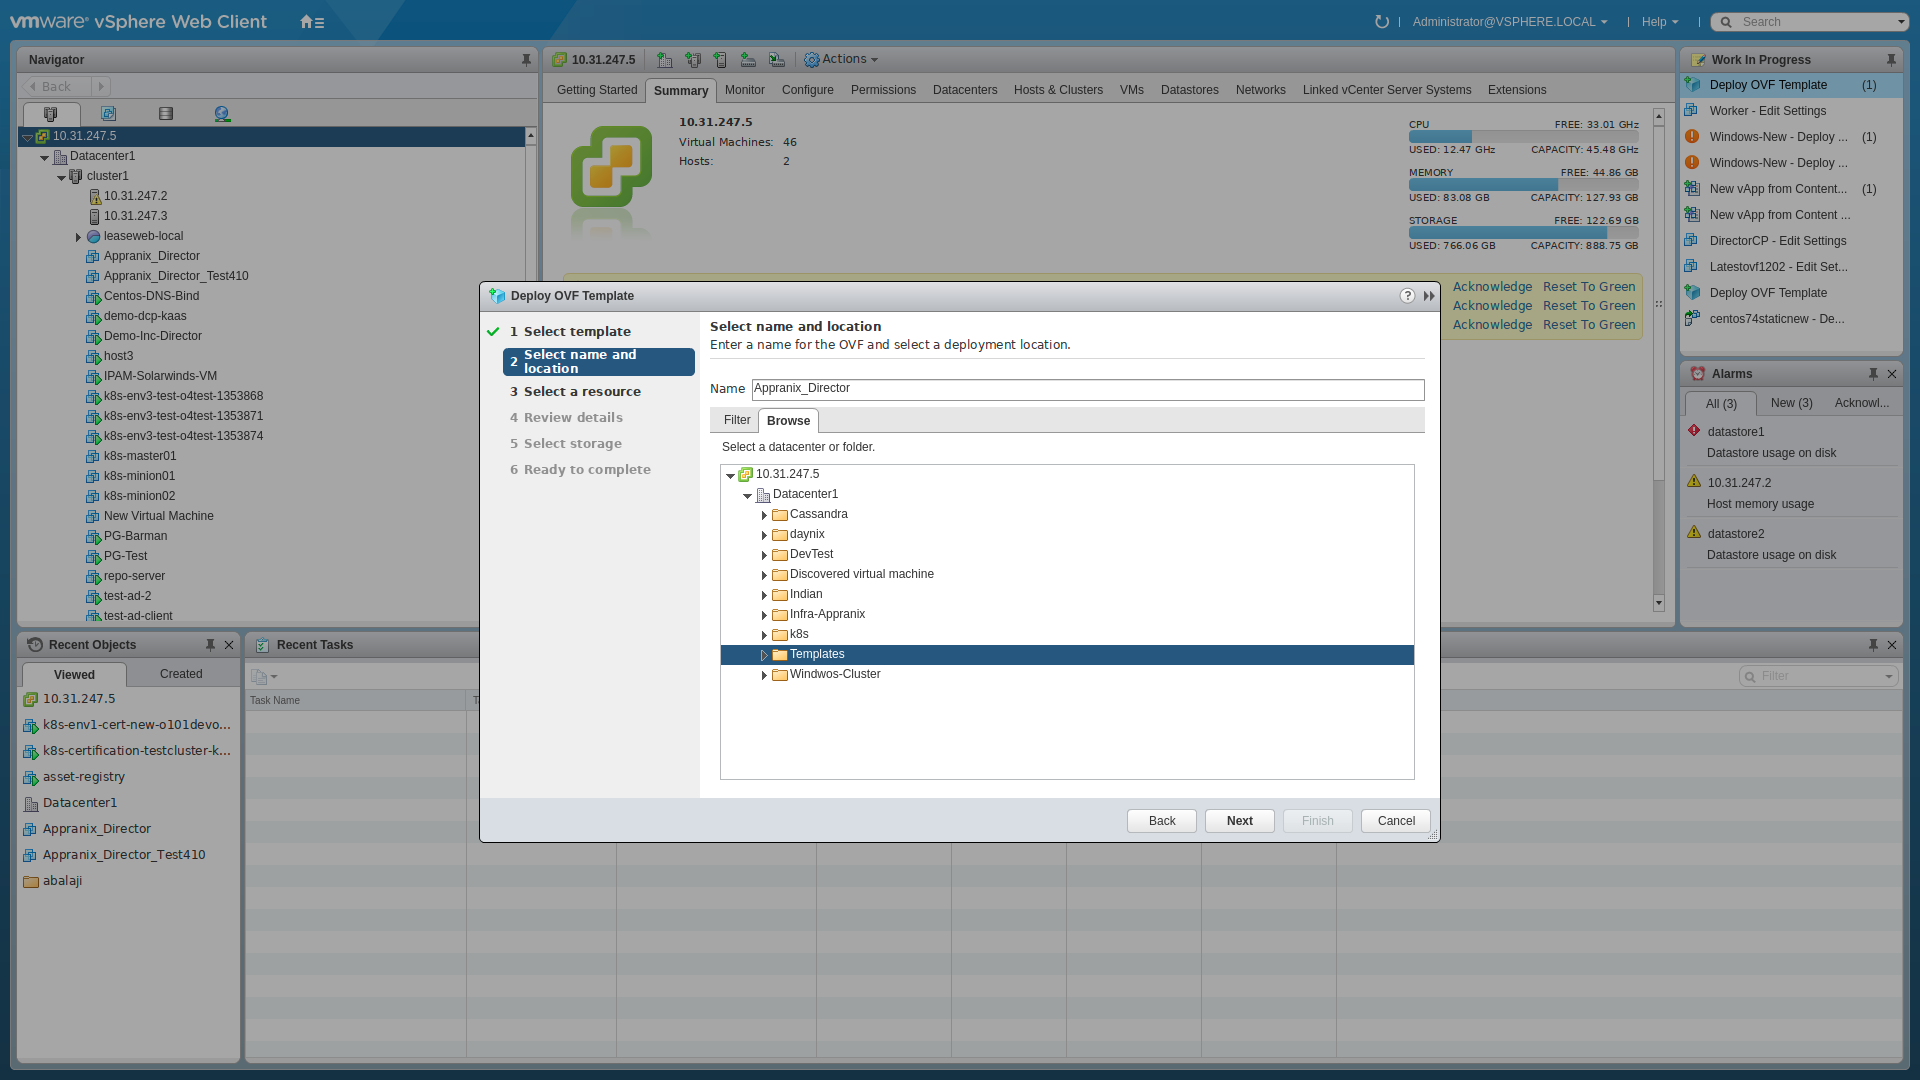 vmware® vSphere Web Client
Administrator@VSPHERE.LOCAL
Help
Search
Navigator
Back
10.31.247.5
Datacenter1
cluster1
10.31.247.2
10.31.247.3
leaseweb-local
Appranix_Director
Appranix_Director_Test410
Centos-DNS-Bind
demo-dcp-kaas
Demo-Inc-Director
host3
IPAM-Solarwinds-VM
k8s-env3-test-o4test-1353868
k8s-env3-test-o4test-1353871
k8s-env3-test-o4test-1353874
k8s-master01
k8s-minion01
k8s-minion02
New Virtual Machine
PG-Barman
PG-Test
repo-server
test-ad-2
test-ad-client
10.31.247.5
Actions
Getting Started Summary Monitor Configure Permissions Datacenters Hosts & Clusters VMs Datastores Networks Linked vCenter Server Systems Extensions
10.31.247.5
Virtual Machines: 46
Hosts: 2
CPU FREE: 33.01 GHz
USED: 12.47 GHz CAPACITY: 45.48 GHz
MEMORY FREE: 44.86 GB
USED: 83.08 GB CAPACITY: 127.93 GB
STORAGE FREE: 122.69 GB
USED: 766.06 GB CAPACITY: 888.75 GB
Acknowledge Reset To Green
Acknowledge Reset To Green
Acknowledge Reset To Green
Deploy OVF Template
?
1 Select template
2 Select name and
location
3 Select a resource
4 Review details
5 Select storage
6 Ready to complete
Select name and location
Enter a name for the OVF and select a deployment location.
Name Appranix_Director
Filter Browse
Select a datacenter or folder.
10.31.247.5
Datacenter1
Cassandra
daynix
DevTest
Discovered virtual machine
Indian
Infra-Appranix
k8s
Templates
Windwos-Cluster
Back Next Finish Cancel
Work In Progress
Deploy OVF Template (1)
Worker - Edit Settings
Windows-New - Deploy ... (1)
Windows-New - Deploy ...
New vApp from Content... (1)
New vApp from Content ...
DirectorCP - Edit Settings
Latestovf1202 - Edit Set...
Deploy OVF Template
centos74staticnew - De...
Alarms
All (3) New (3) Acknowl...
datastore1
Datastore usage on disk
10.31.247.2
Host memory usage
datastore2
Datastore usage on disk
Recent Objects
Viewed Created
10.31.247.5
k8s-env1-cert-new-o101devo...
k8s-certification-testcluster-k...
asset-registry
Datacenter1
Appranix_Director
Appranix_Director_Test410
abalaji
Recent Tasks
Filter
Task Name